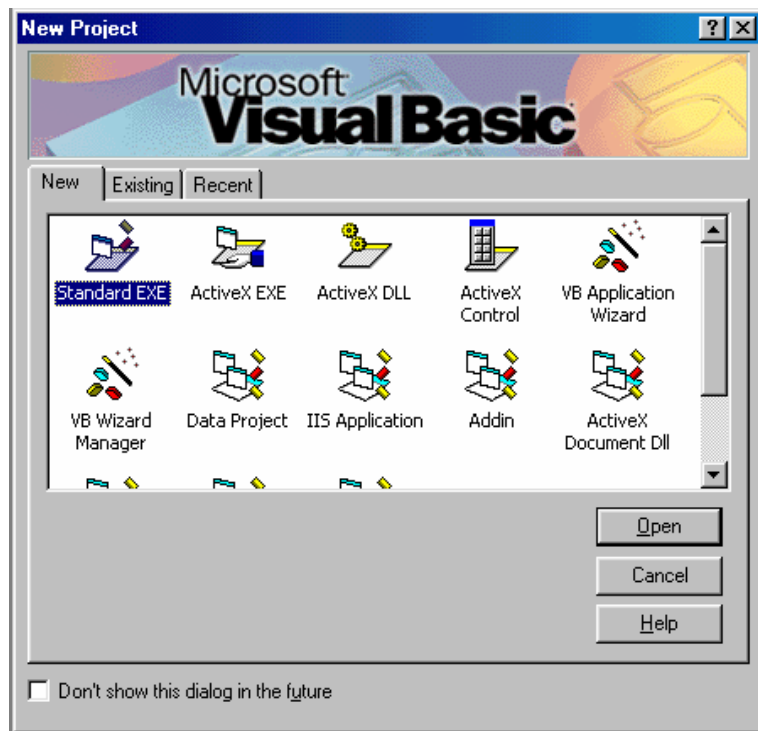 New Project
Microsoft
Visual Basic
New Existing Recent
Standard EXE ActiveX EXE ActiveX DLL ActiveX Control VB Application Wizard
VB Wizard Manager Data Project IIS Application Addin ActiveX Document Dll
Open
Cancel
Help
Don't show this dialog in the future